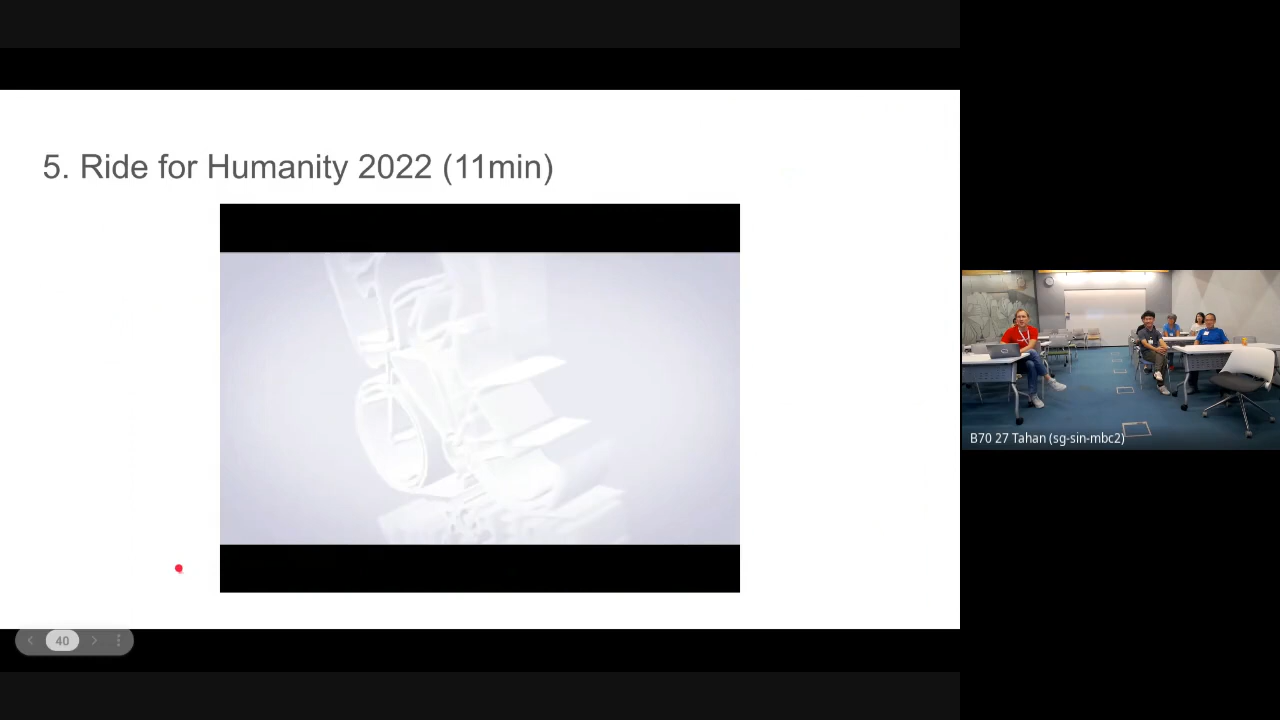 5. Ride for Humanity 2022 (11min)
40
B70 27 Tahan (sg-sin-mbc2)